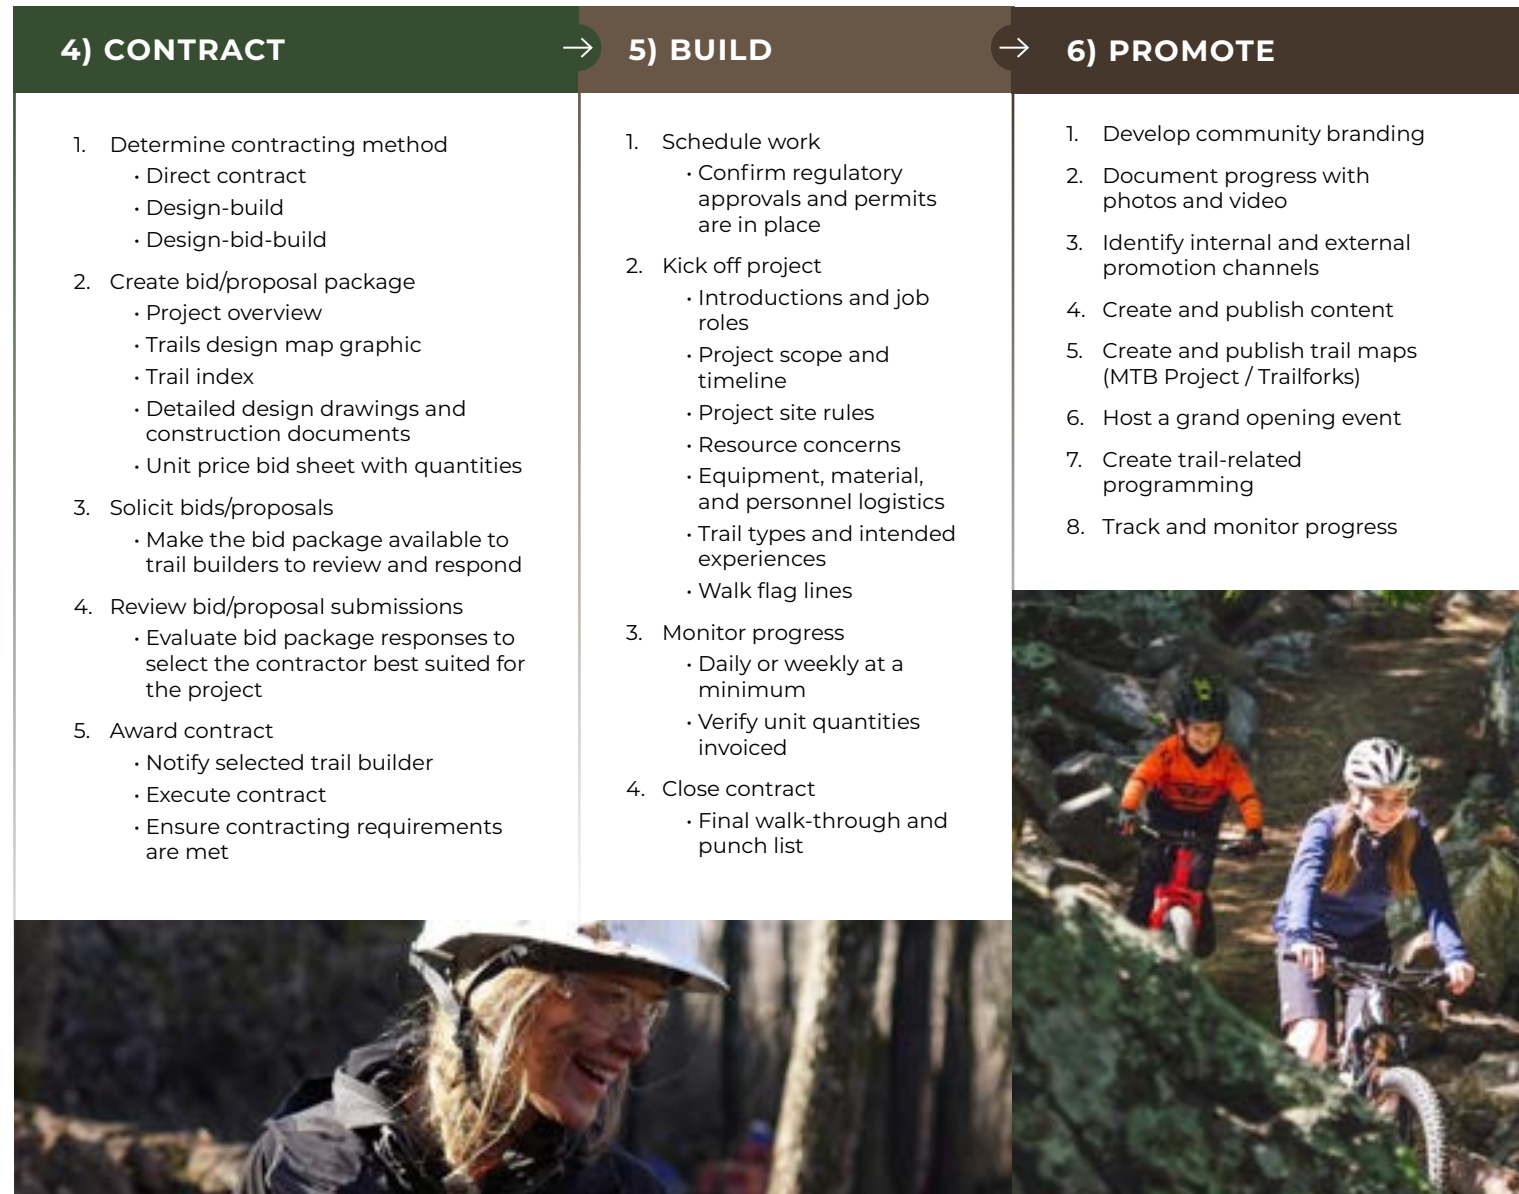 4) CONTRACT
1. Determine contracting method
· Direct contract
· Design-build
· Design-bid-build
2. Create bid/proposal package
· Project overview
· Trails design map graphic
· Trail index
· Detailed design drawings and
construction documents
· Unit price bid sheet with quantities
3. Solicit bids/proposals
· Make the bid package available to
trail builders to review and respond
4. Review bid/proposal submissions
· Evaluate bid package responses to
select the contractor best suited for
the project
5. Award contract
· Notify selected trail builder
· Execute contract
· Ensure contracting requirements
are met
5) BUILD
1. Schedule work
· Confirm regulatory
approvals and permits
are in place
2. Kick off project
· Introductions and job
roles
· Project scope and
timeline
· Project site rules
· Resource concerns
· Equipment, material,
and personnel logistics
· Trail types and intended
experiences
· Walk flag lines
3. Monitor progress
· Daily or weekly at a
minimum
· Verify unit quantities
invoiced
4. Close contract
· Final walk-through and
punch list
6) PROMOTE
1. Develop community branding
2. Document progress with
photos and video
3. Identify internal and external
promotion channels
4. Create and publish content
5. Create and publish trail maps
(MTB Project / Trailforks)
6. Host a grand opening event
7. Create trail-related
programming
8. Track and monitor progress